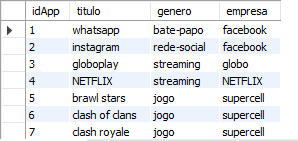 idApp titulo genero empresa
1 whatsapp bate-papo facebook
2 instagram rede-social facebook
3 globoplay streaming globo
4 NETFLIX streaming NETFLIX
5 brawl stars jogo supercell
6 clash of clans jogo supercell
7 clash royale jogo supercell